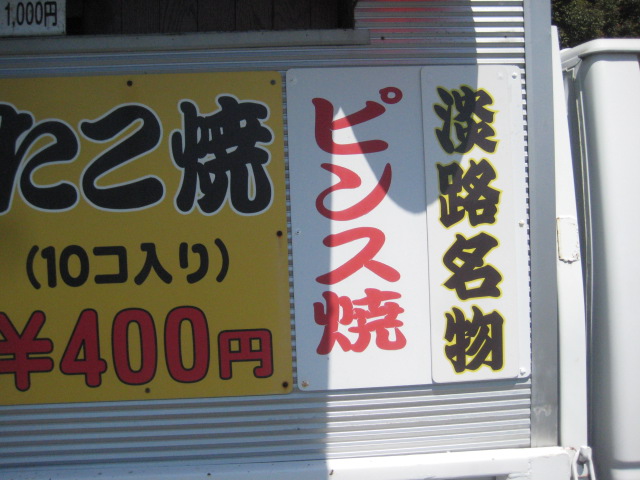 1,000円
たこ焼
(10コ入り)
¥400円
ピンス焼
淡路名物